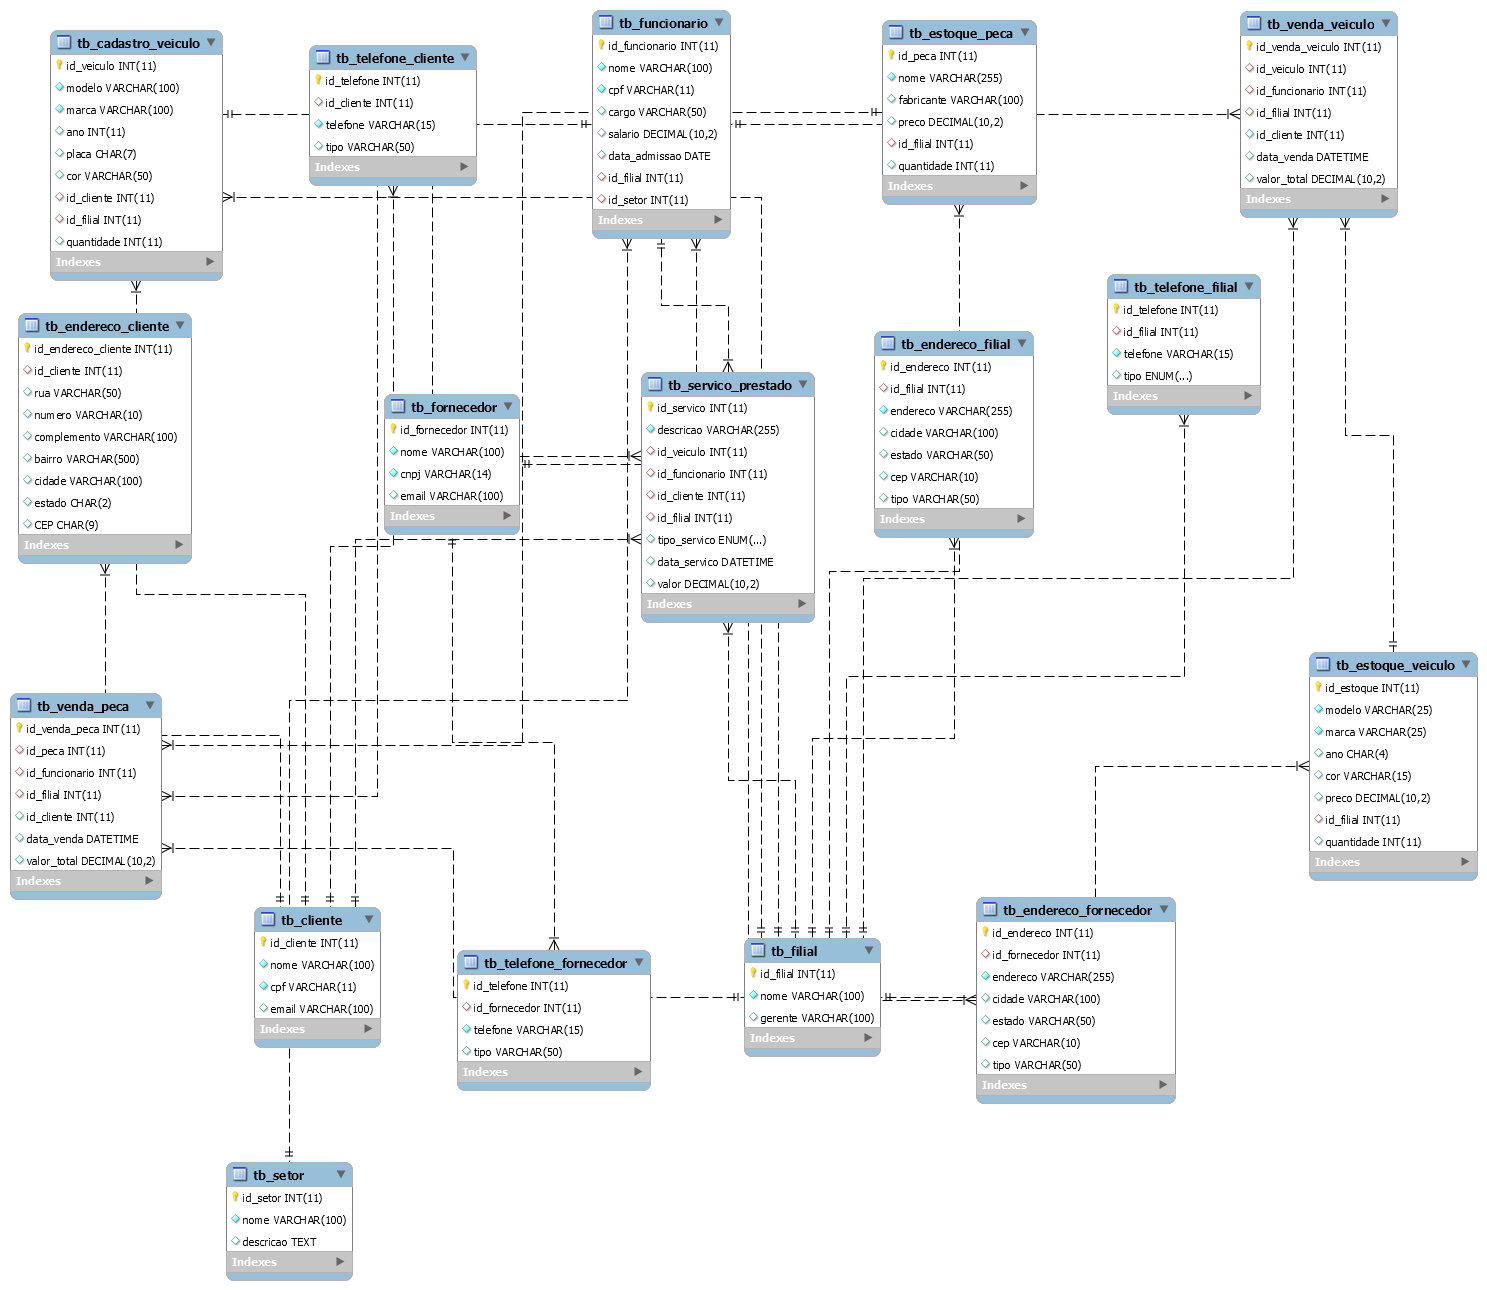 tb_cadastro_veiculo
id_veiculo INT(11)
modelo VARCHAR(100)
marca VARCHAR(100)
ano INT(11)
placa CHAR(7)
cor VARCHAR(50)
id_cliente INT(11)
id_filial INT(11)
quantidade INT(11)
Indexes
tb_telefone_cliente
id_telefone INT(11)
id_cliente INT(11)
telefone VARCHAR(15)
tipo VARCHAR(50)
Indexes
tb_funcionario
id_funcionario INT(11)
nome VARCHAR(100)
cpf VARCHAR(11)
cargo VARCHAR(50)
salario DECIMAL(10,2)
data_admissao DATE
id_filial INT(11)
id_setor INT(11)
Indexes
tb_estoque_peca
id_peca INT(11)
nome VARCHAR(255)
fabricante VARCHAR(100)
preco DECIMAL(10,2)
id_filial INT(11)
quantidade INT(11)
Indexes
tb_venda_veiculo
id_venda_veiculo INT(11)
id_veiculo INT(11)
id_funcionario INT(11)
id_filial INT(11)
id_cliente INT(11)
data_venda DATETIME
valor_total DECIMAL(10,2)
Indexes
tb_endereco_cliente
id_endereco_cliente INT(11)
id_cliente INT(11)
rua VARCHAR(50)
numero VARCHAR(10)
complemento VARCHAR(100)
bairro VARCHAR(500)
cidade VARCHAR(100)
estado CHAR(2)
CEP CHAR(9)
Indexes
tb_fornecedor
id_fornecedor INT(11)
nome VARCHAR(100)
cnpj VARCHAR(14)
email VARCHAR(100)
Indexes
tb_servico_prestado
id_servico INT(11)
descricao VARCHAR(255)
id_veiculo INT(11)
id_funcionario INT(11)
id_cliente INT(11)
id_filial INT(11)
tipo_servico ENUM(...)
data_servico DATETIME
valor DECIMAL(10,2)
Indexes
tb_endereco_filial
id_endereco INT(11)
id_filial INT(11)
endereco VARCHAR(255)
cidade VARCHAR(100)
estado VARCHAR(50)
cep VARCHAR(10)
tipo VARCHAR(50)
Indexes
tb_telefone_filial
id_telefone INT(11)
id_filial INT(11)
telefone VARCHAR(15)
tipo ENUM(...)
Indexes
tb_venda_peca
id_venda_peca INT(11)
id_peca INT(11)
id_funcionario INT(11)
id_filial INT(11)
id_cliente INT(11)
data_venda DATETIME
valor_total DECIMAL(10,2)
Indexes
tb_estoque_veiculo
id_estoque INT(11)
modelo VARCHAR(25)
marca VARCHAR(25)
ano CHAR(4)
cor VARCHAR(15)
preco DECIMAL(10,2)
id_filial INT(11)
quantidade INT(11)
Indexes
tb_cliente
id_cliente INT(11)
nome VARCHAR(100)
cpf VARCHAR(11)
email VARCHAR(100)
Indexes
tb_telefone_fornecedor
id_telefone INT(11)
id_fornecedor INT(11)
telefone VARCHAR(15)
tipo VARCHAR(50)
Indexes
tb_filial
id_filial INT(11)
nome VARCHAR(100)
gerente VARCHAR(100)
Indexes
tb_endereco_fornecedor
id_endereco INT(11)
id_fornecedor INT(11)
endereco VARCHAR(255)
cidade VARCHAR(100)
estado VARCHAR(50)
cep VARCHAR(10)
tipo VARCHAR(50)
Indexes
tb_setor
id_setor INT(11)
nome VARCHAR(100)
descricao TEXT
Indexes